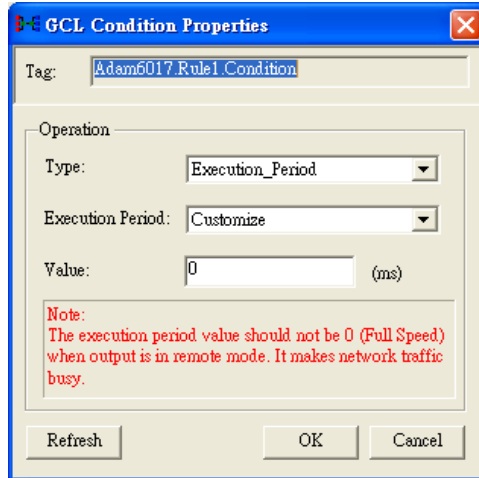 GCL Condition Properties
Tag: Adam6017.Rule1.Condition
Operation
Type: Execution_Period
Execution Period: Customize
Value: 0 (ms)
Note:
The execution period value should not be 0 (Full Speed)
when output is in remote mode. It makes network traffic
busy.
Refresh OK Cancel